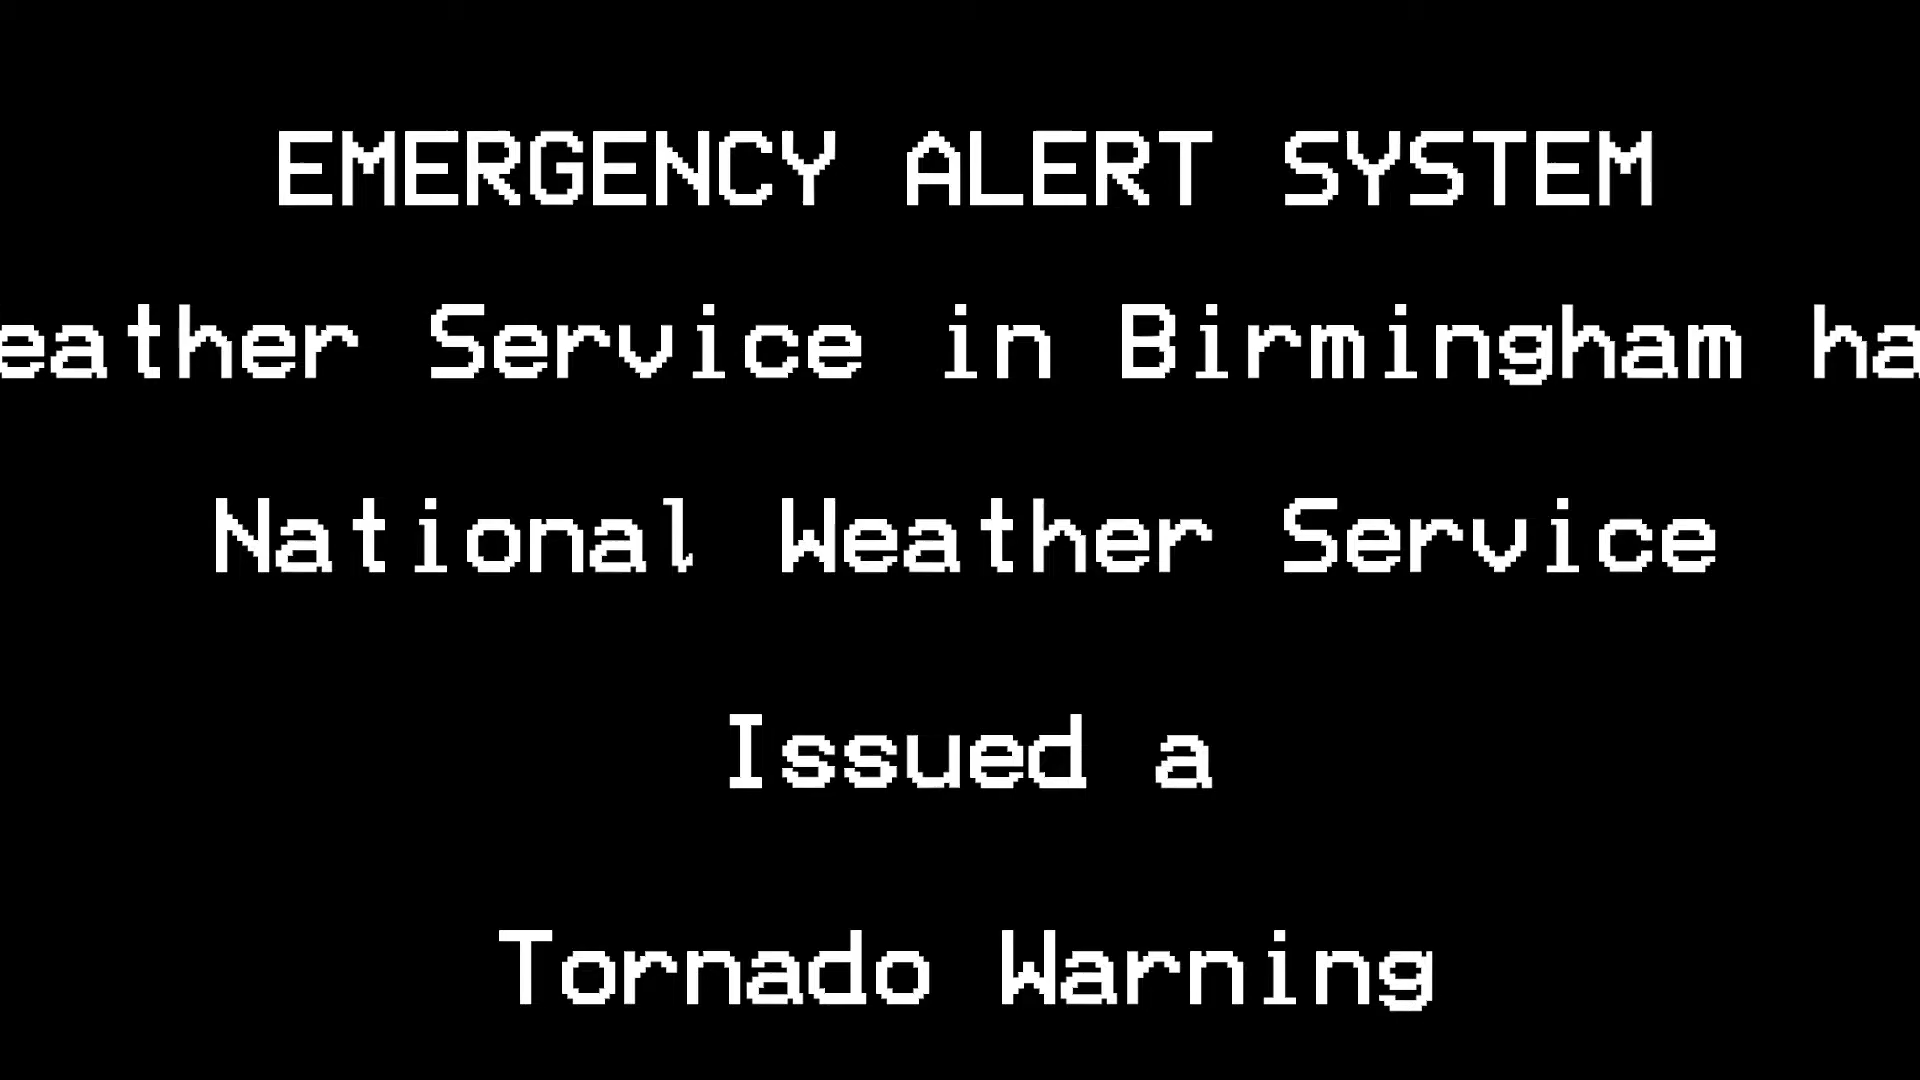 EMERGENCY ALERT SYSTEM
eather Service in Birmingham ha
National Weather Service
Issued a
Tornado Warning